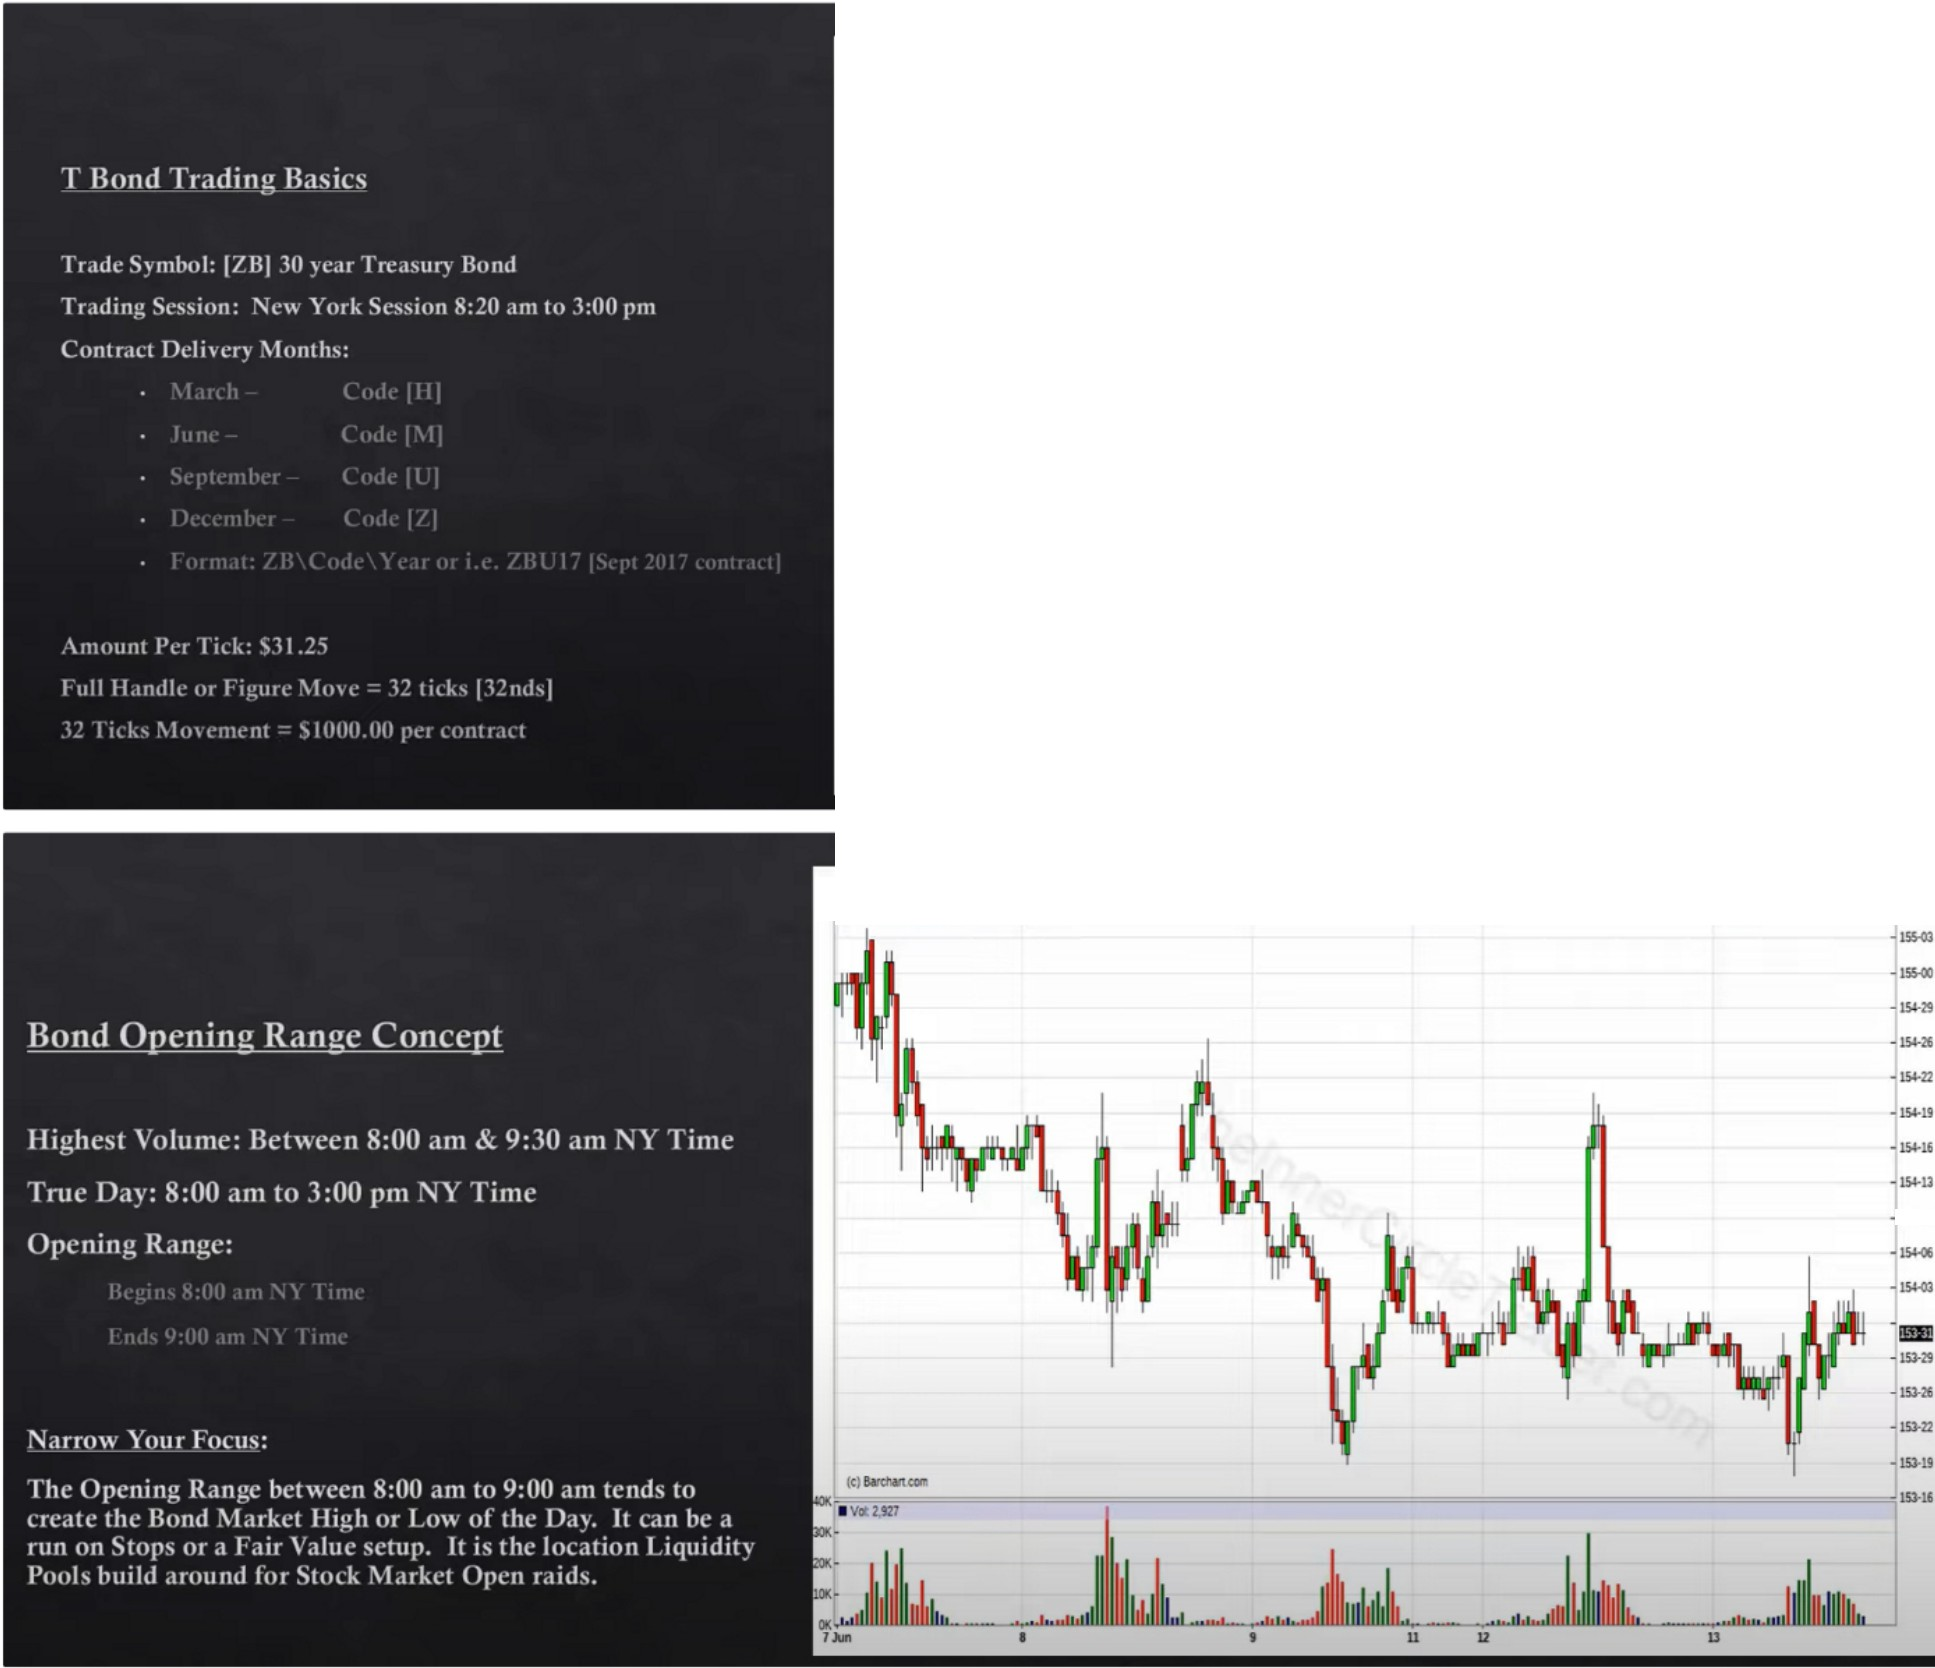 T Bond Trading Basics
Trade Symbol: [ZB] 30 year Treasury Bond
Trading Session: New York Session 8:20 am to 3:00 pm
Contract Delivery Months:
• March – Code [H]
• June – Code [M]
• September – Code [U]
• December – Code [Z]
• Format: ZB\Code\Year or i.e. ZBU17 [Sept 2017 contract]
Amount Per Tick: $31.25
Full Handle or Figure Move = 32 ticks [32nds]
32 Ticks Movement = $1000.00 per contract
Bond Opening Range Concept
Highest Volume: Between 8:00 am & 9:30 am NY Time
True Day: 8:00 am to 3:00 pm NY Time
Opening Range:
Begins 8:00 am NY Time
Ends 9:00 am NY Time
Narrow Your Focus:
The Opening Range between 8:00 am to 9:00 am tends to
create the Bond Market High or Low of the Day. It can be a
run on Stops or a Fair Value setup. It is the location Liquidity
Pools build around for Stock Market Open raids.
155-03
155-00
154-29
154-26
154-22
154-19
154-16
154-13
154-06
154-03
153-31
153-29
153-26
153-22
153-19
153-16
(c) Barchart.com
Vol: 2,927
40K
30K
20K
10K
0K
7 Jun 8 9 11 12 13